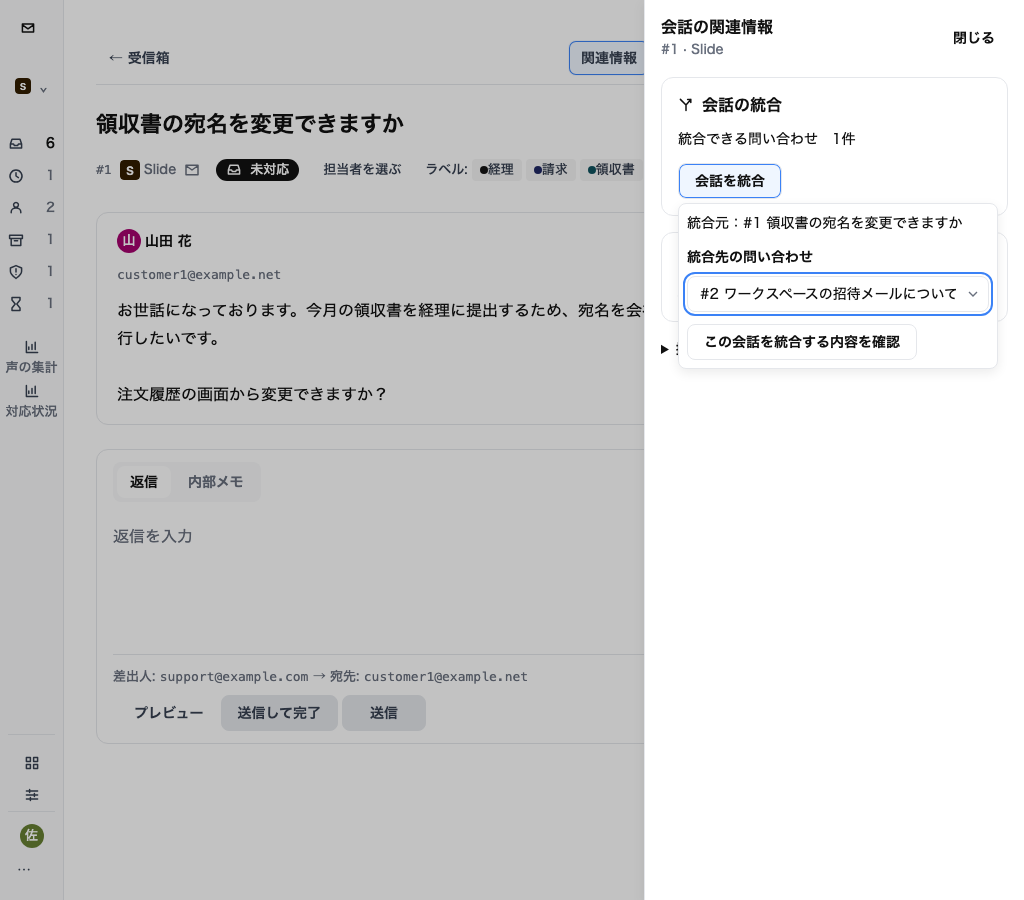 S
6
1
2
1
1
1
声の集計
対応状況
佐
...
← 受信箱
関連情報
領収書の宛名を変更できますか
#1 S Slide 未対応 担当者を選ぶ ラベル: 経理 請求 領収書
山 山田 花
customer1@example.net
お世話になっております。今月の領収書を経理に提出するため、宛名を会
行したいです。
注文履歴の画面から変更できますか？
返信 内部メモ
返信を入力
差出人: support@example.com → 宛先: customer1@example.net
プレビュー 送信して完了 送信
会話の関連情報
#1 · Slide
閉じる
会話の統合
統合できる問い合わせ 1件
会話を統合
統合元：#1 領収書の宛名を変更できますか
統合先の問い合わせ
#2 ワークスペースの招待メールについて
この会話を統合する内容を確認